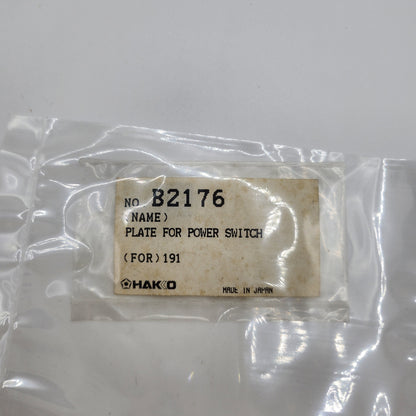 NO. B2176
(NAME)
PLATE FOR POWER SWITCH
(FOR) 191
HAKKO MADE IN JAPAN